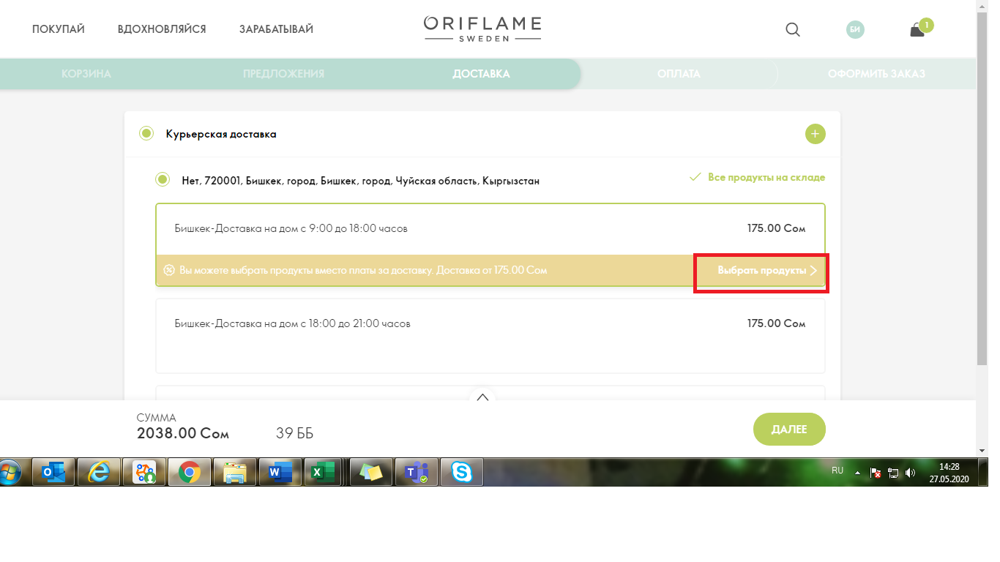 ПОКУПАЙ ВДОХНОВЛЯЙСЯ ЗАРАБАТЫВАЙ ORIFLAME БИ 1
SWEDEN
КОРЗИНА ПРЕДЛОЖЕНИЯ ДОСТАВКА ОПЛАТА ОФОРМИТЬ ЗАКАЗ
Курьерская доставка
Нет, 720001, Бишкек, город, Бишкек, город, Чуйская область, Кыргызстан Все продукты на складе
Бишкек-Доставка на дом с 9:00 до 18:00 часов 175.00 Сом
Вы можете выбрать продукты вместо платы за доставку. Доставка от 175.00 Сом Выбрать продукты
Бишкек-Доставка на дом с 18:00 до 21:00 часов 175.00 Сом
СУММА
2038.00 Сом 39 ББ ДАЛЕЕ
RU 14:28
27.05.2020